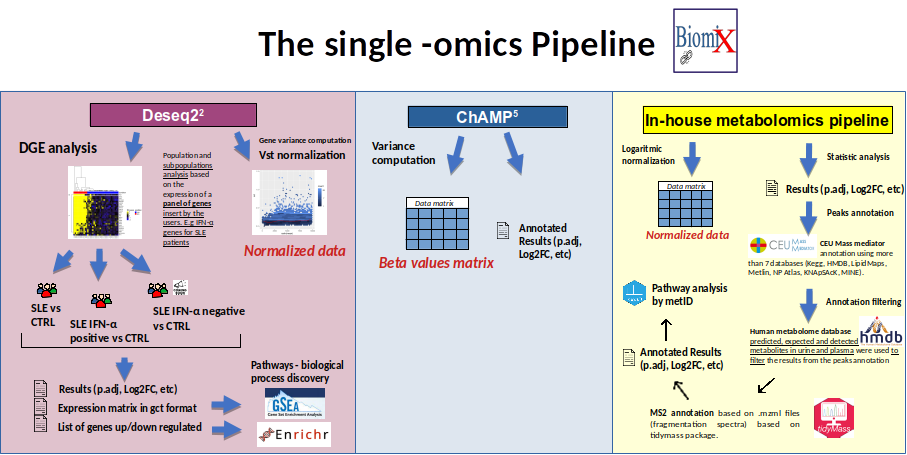 The single -omics Pipeline
BiomiX
Deseq2²
DGE analysis
Population and
subpopulations
analysis based
on the
expression of a
panel of genes
insert by the
users. E.g IFN-α
genes for SLE
patients
Gene variance computation
Vst normalization
Normalized data
SLE vs
CTRL
SLE IFN-α
positive vs CTRL
SLE IFN-α negative
vs CTRL
Results (p.adj, Log2FC, etc)
Expression matrix in gct format
List of genes up/down regulated
Pathways - biological
process discovery
GSEA
Gene Set Enrichment Analysis
Enrichr
ChAMP⁵
Variance
computation
Data matrix
Beta values matrix
Annotated
Results (p.adj,
Log2FC, etc)
In-house metabolomics pipeline
Logaritmic
normalization
Data matrix
Normalized data
Statistic analysis
Results (p.adj, Log2FC, etc)
Peaks annotation
CEU Mass
Mediator
CEU Mass mediator
annotation using more
than 7 databases (Kegg, HMDB, LipidMaps,
Metlin, NP Atlas, KNApSAcK, MINE).
Annotation filtering
hmdb
Human metabolome database
predicted, expected and detected
metabolites in urine and plasma were used to
filter the results from the peaks annotation
MS2 annotation based on .mzml files
(fragmentation spectra) based on
tidymass package.
tidyMass
Annotated Results
(p.adj, Log2FC, etc)
Pathway analysis
by metID